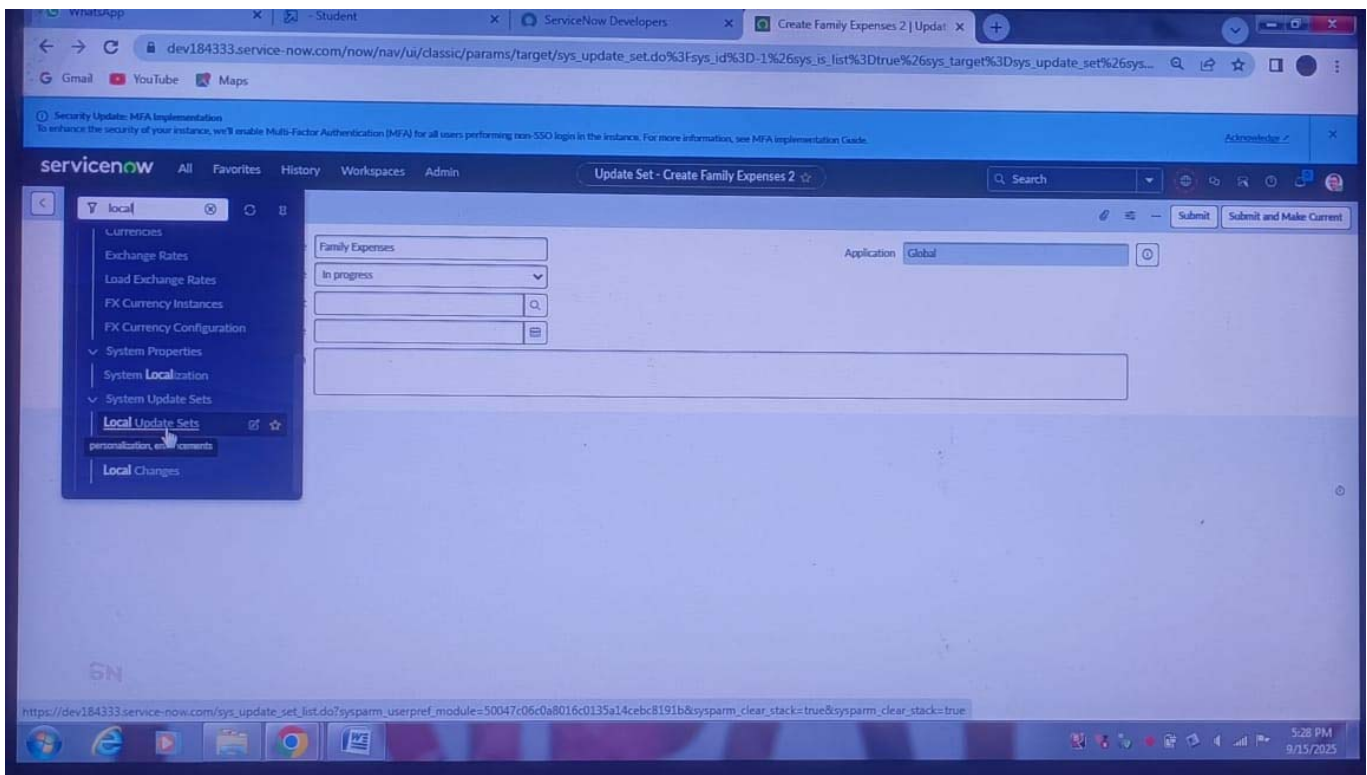 WhatsApp
- Student
ServiceNow Developers
Create Family Expenses 2 | Updat
dev184333.service-now.com/now/nav/ui/classic/params/target/sys_update_set.do%3Fsys_id%3D-1%26sys_is_list%3Dtrue%26sys_target%3Dsys_update_set%26sys...
G Gmail YouTube Maps
Security Update: MFA Implementation
To enhance the security of your instance, we'll enable Multi-Factor Authentication (MFA) for all users performing non-SSO login in the instance. For more information, see MFA implementation Guide.
Acknowledge
servicenow All Favorites History Workspaces Admin
Update Set - Create Family Expenses 2
Search
local
Submit Submit and Make Current
Currencies
Family Expenses
Application Global
Exchange Rates
In progress
Load Exchange Rates
FX Currency Instances
FX Currency Configuration
System Properties
System Localization
System Update Sets
Local Update Sets
Local Changes
https://dev184333.service-now.com/sys_update_set_list.do?sysparm_userpref_module=50047c06c0a8016c0135a14cebc8191b&sysparm_clear_stack=true&sysparm_clear_stack=true
5:28 PM
9/15/2025